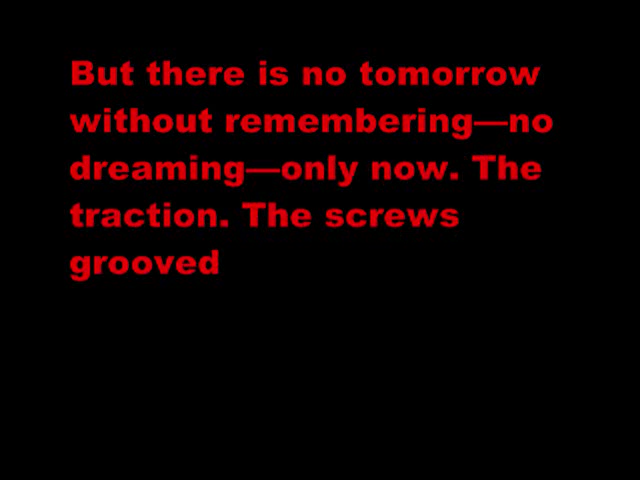 But there is no tomorrow
without remembering—no
dreaming—only now. The
traction. The screws
grooved